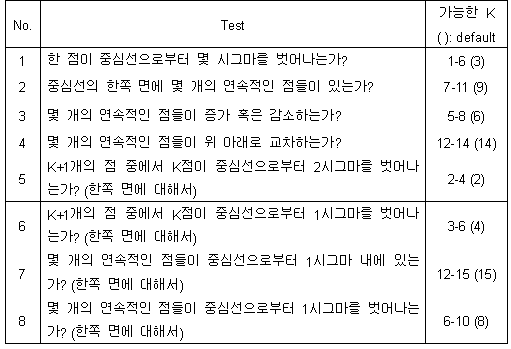 No.
Test
가능한 K
( ): default
1
한 점이 중심선으로부터 몇 시그마를 벗어나는가?
1-6 (3)
2
중심선의 한쪽 면에 몇 개의 연속적인 점들이 있는가?
7-11 (9)
3
몇 개의 연속적인 점들이 증가 혹은 감소하는가?
5-8 (6)
4
몇 개의 연속적인 점들이 위 아래로 교차하는가?
12-14 (14)
5
K+1개의 점 중에서 K점이 중심선으로부터 2시그마를 벗어나
는가? (한쪽 면에 대해서)
2-4 (2)
6
K+1개의 점 중에서 K점이 중심선으로부터 1시그마를 벗어나
는가? (한쪽 면에 대해서)
3-6 (4)
7
몇 개의 연속적인 점들이 중심선으로부터 1시그마 내에 있는
가? (한쪽 면에 대해서)
12-15 (15)
8
몇 개의 연속적인 점들이 중심선으로부터 1시그마를 벗어나는
가? (한쪽 면에 대해서)
6-10 (8)